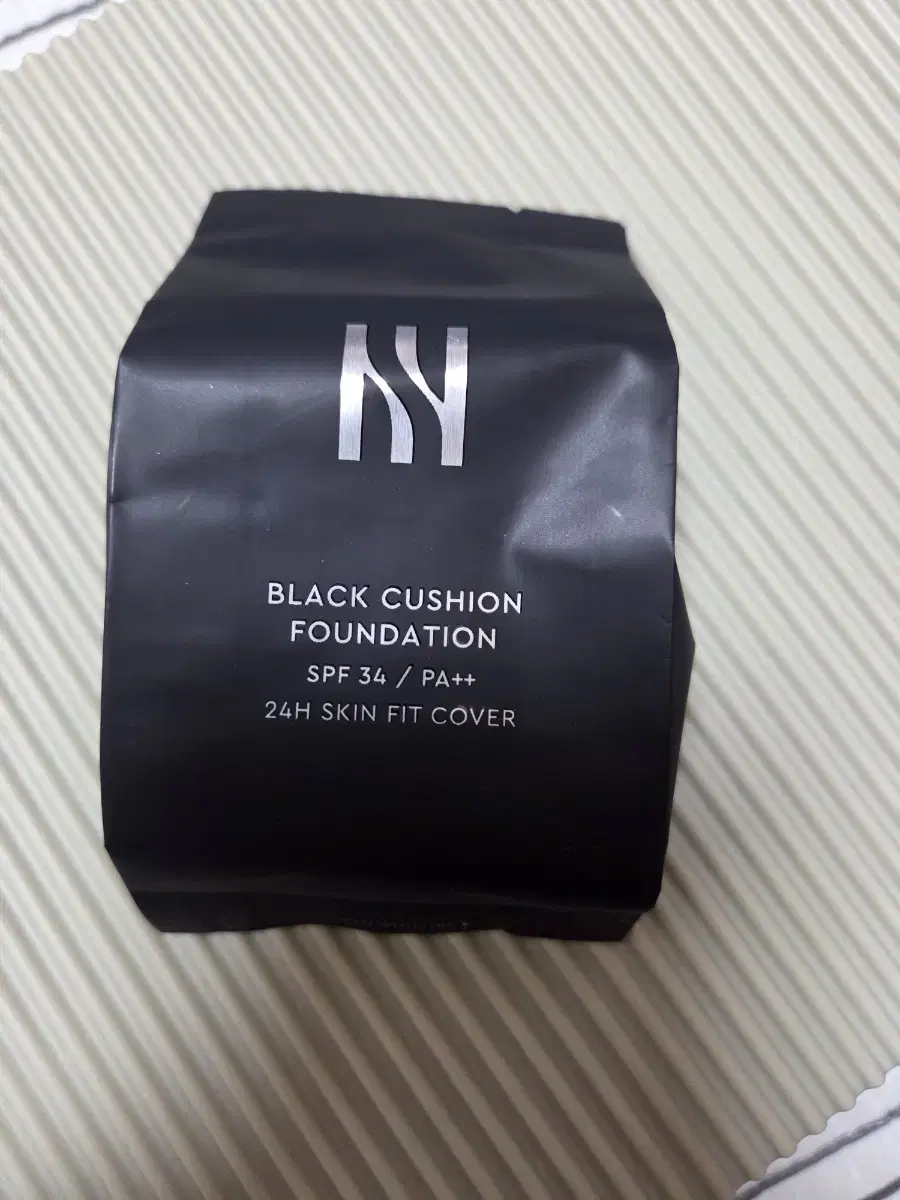 BLACK CUSHION
FOUNDATION
SPF 34 / PA++
24H SKIN FIT COVER